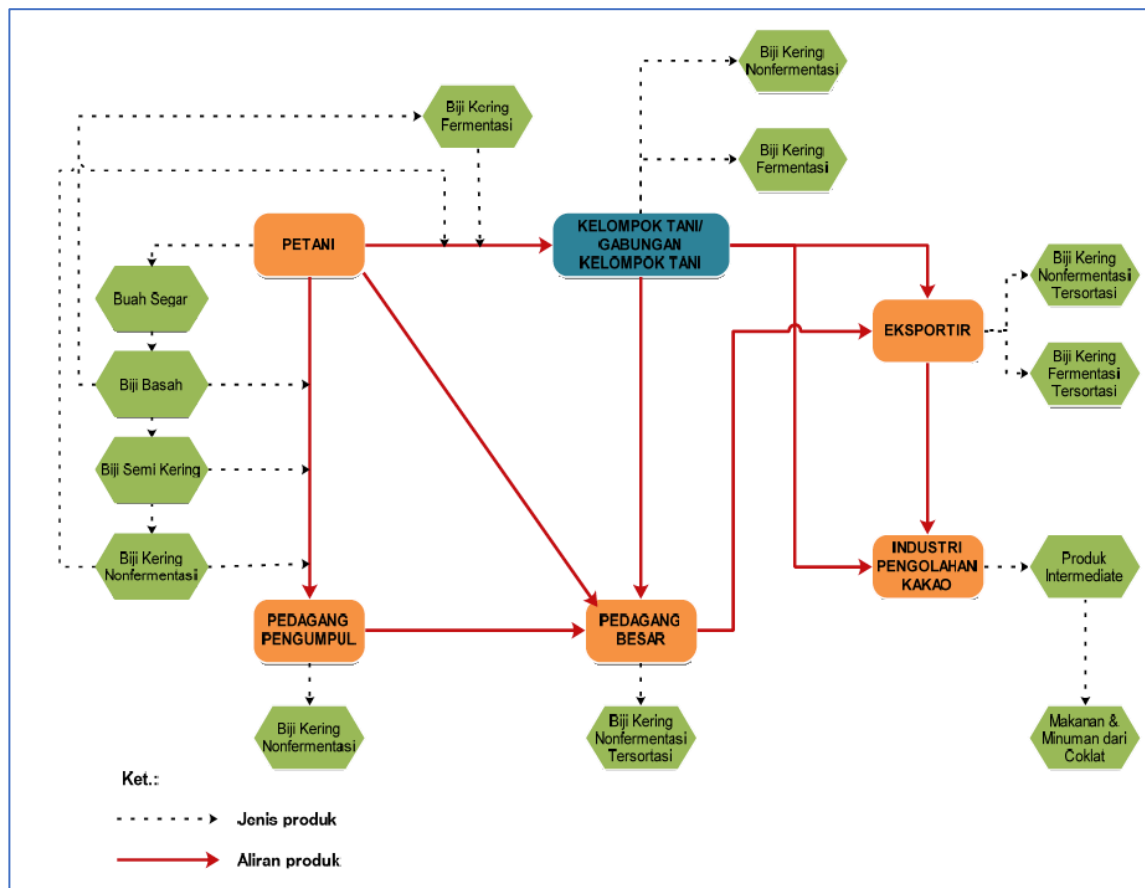 Biji Kering
Nonfermentasi
Biji Kering
Fermentasi
Biji Kering
Fermentasi
PETANI
KELOMPOK TANI/
GABUNGAN
KELOMPOK TANI
Biji Kering
Nonfermentasi
Tersortasi
Buah Segar
EKSPORTIR
Biji Basah
Biji Kering
Fermentasi
Tersortasi
Biji Semi Kering
Biji Kering
Nonfermentasi
INDUSTRI
PENGOLAHAN
KAKAO
Produk
Intermediate
PEDAGANG
PENGUMPUL
PEDAGANG
BESAR
Biji Kering
Nonfermentasi
Biji Kering
Nonfermentasi
Tersortasi
Makanan &
Minuman dari
Coklat
Ket.:
Jenis produk
Aliran produk